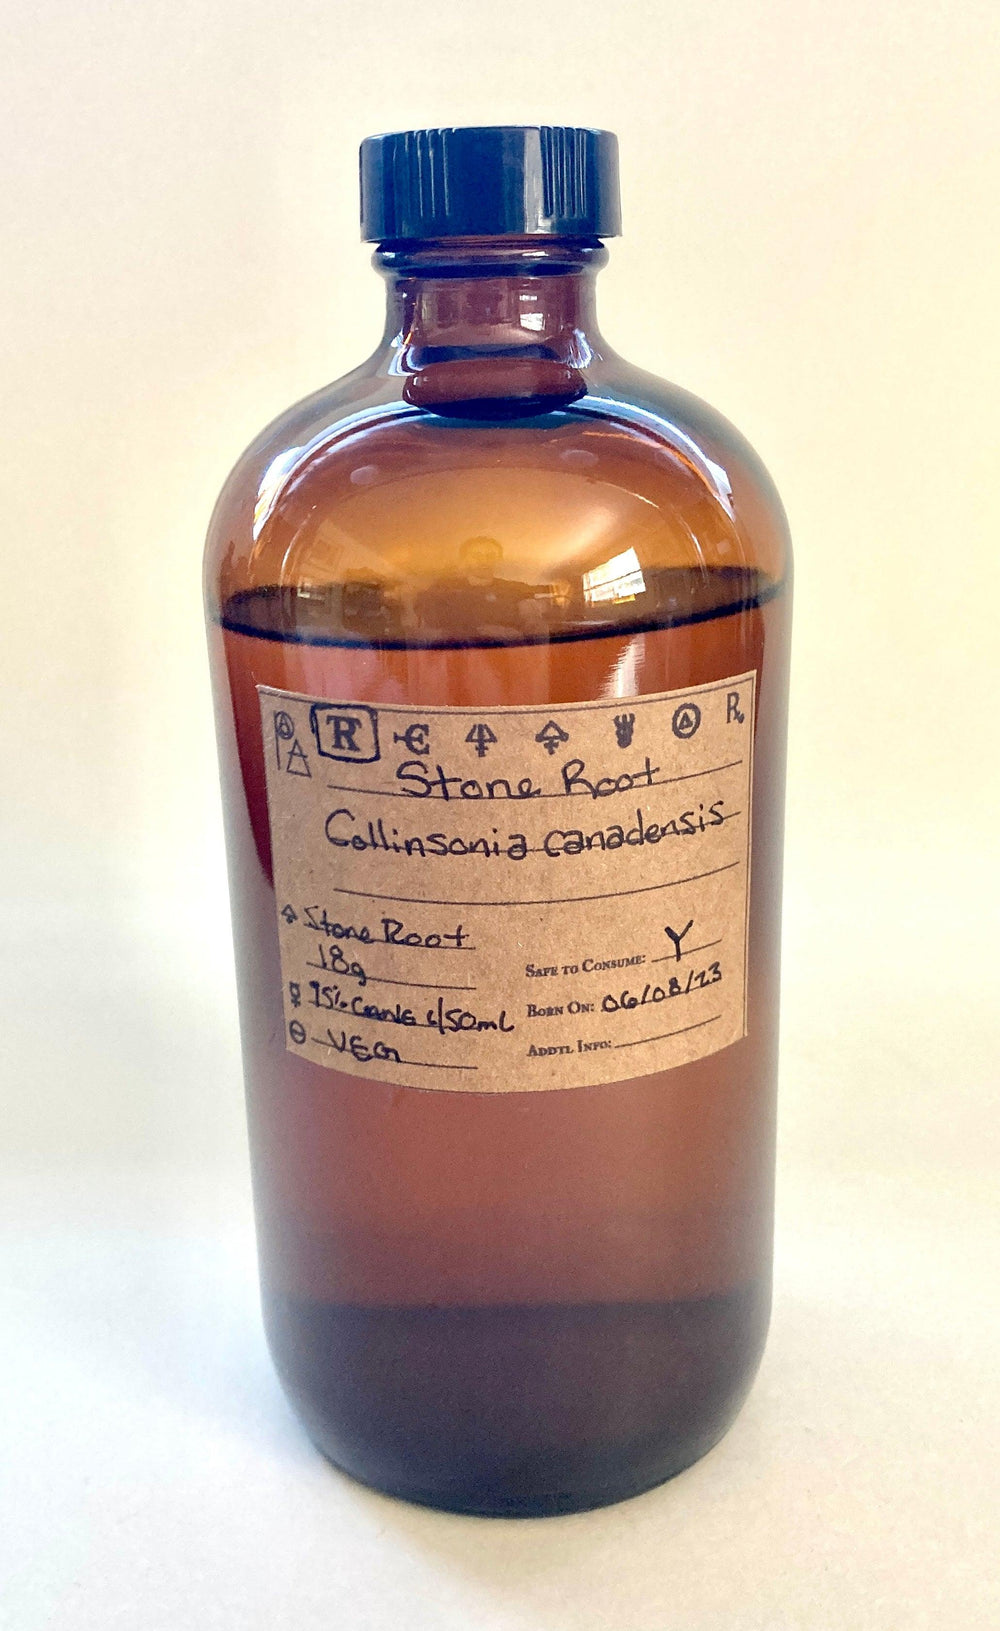 Stone Root
Collinsonia canadensis
Stone Root
18g
95% Cane 450mL
VEG
SAFE TO CONSUME: Y
BORN ON: 06/08/23
ADDTL INFO: